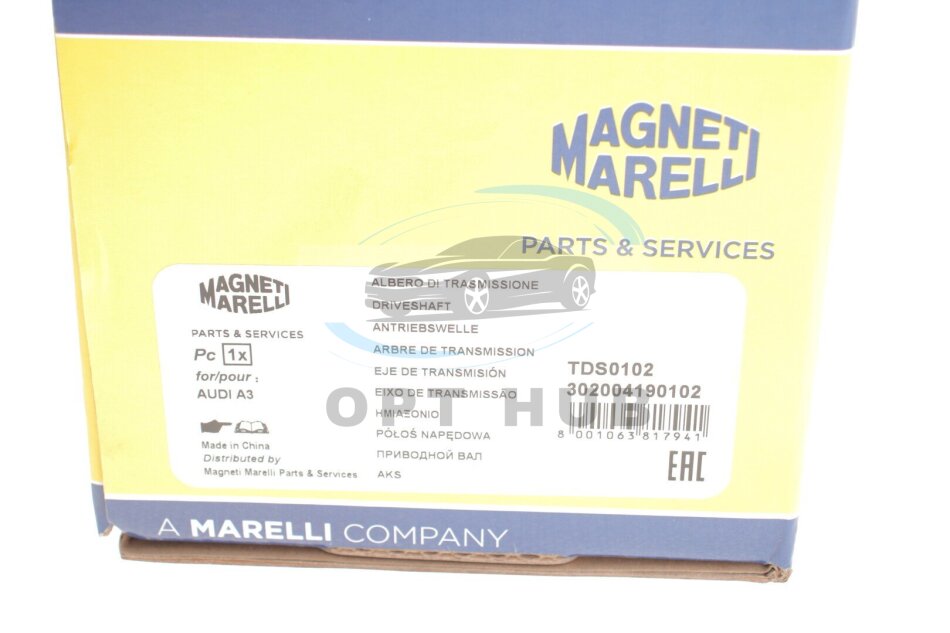 MAGNETI
MARELLI
PARTS & SERVICES
MAGNETI
MARELLI
PARTS & SERVICES
Pc 1x
for/pour :
AUDI A3
Made in China
Distributed by
Magneti Marelli Parts & Services
ALBERO DI TRASMISSIONE
DRIVESHAFT
ANTRIEBSWELLE
ARBRE DE TRANSMISSION
EJE DE TRANSMISIÓN
EIXO DE TRANSMISSÃO
ΗΜΙΑΞΟΝΙΟ
PÓŁOŚ NAPĘDOWA
ПРИВОДНОЙ ВАЛ
AKS
TDS0102
302004190102
8 001063 817941
EAC
OPT HUB
A MARELLI COMPANY